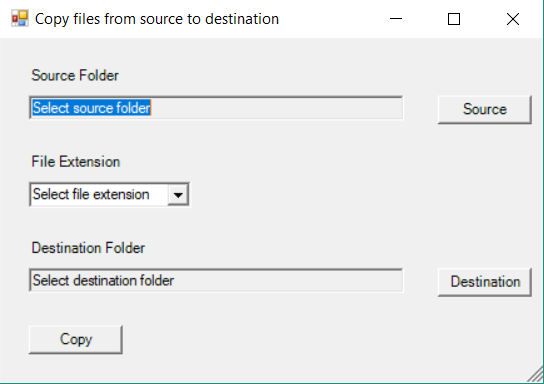 Copy files from source to destination
Source Folder
Select source folder
Source
File Extension
Select file extension
Destination Folder
Select destination folder
Destination
Copy